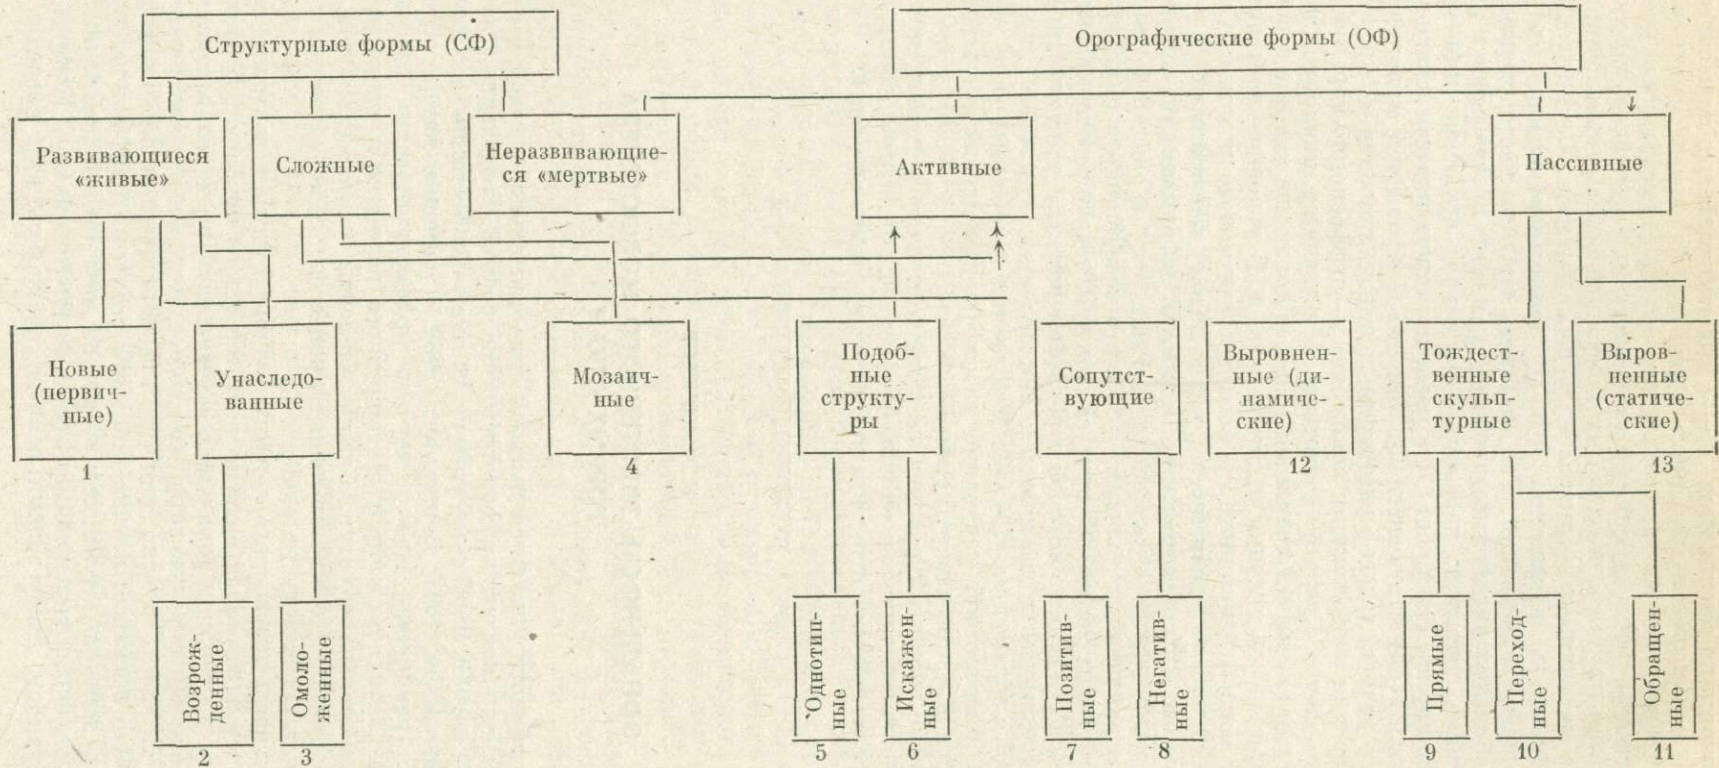 Структурные формы (СФ)
Орографические формы (ОФ)
Развивающиеся
«живые»
Сложные
Неразвивающие-
ся «мертвые»
Активные
Пассивные
Новые
(первич-
ные)
1
Унаследо-
ванные
Мозаич-
ные
4
Подоб-
ные
структу-
ры
Сопутст-
вующие
Выровнен-
ные (ди-
намиче-
ские)
12
Тождест-
венные
скульп-
турные
Выров-
ненные
(статиче-
ские)
13
Возрож-
денные
2
Омоло-
женные
3
Однотип-
ные
5
Искажен-
ные
6
Позитив-
ные
7
Негатив-
ные
8
Прямые
9
Переход-
ные
10
Обращен-
ные
11